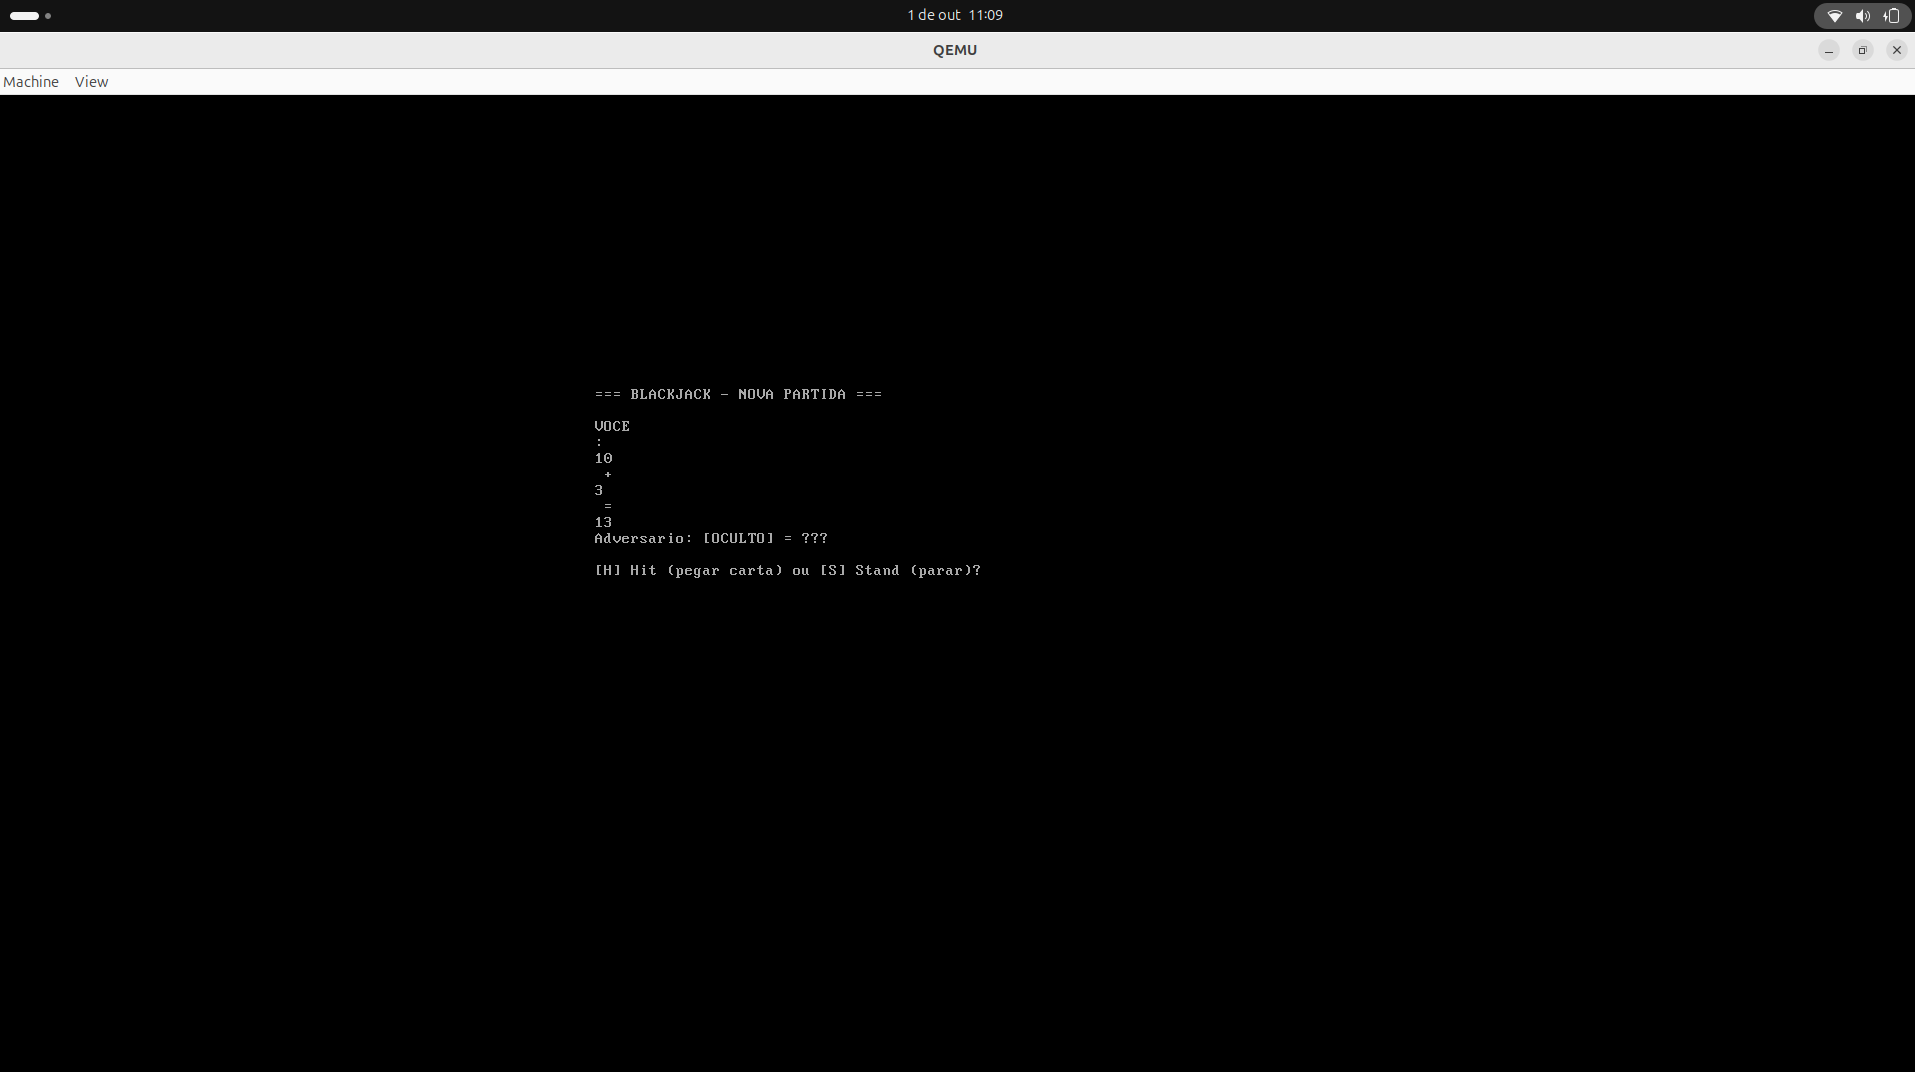 1 de out 11:09
QEMU
Machine View
=== BLACKJACK - NOVA PARTIDA ===
VOCE
:
10
+
3
=
13
Adversario: [OCULTO] = ???
[H] Hit (pegar carta) ou [S] Stand (parar)?